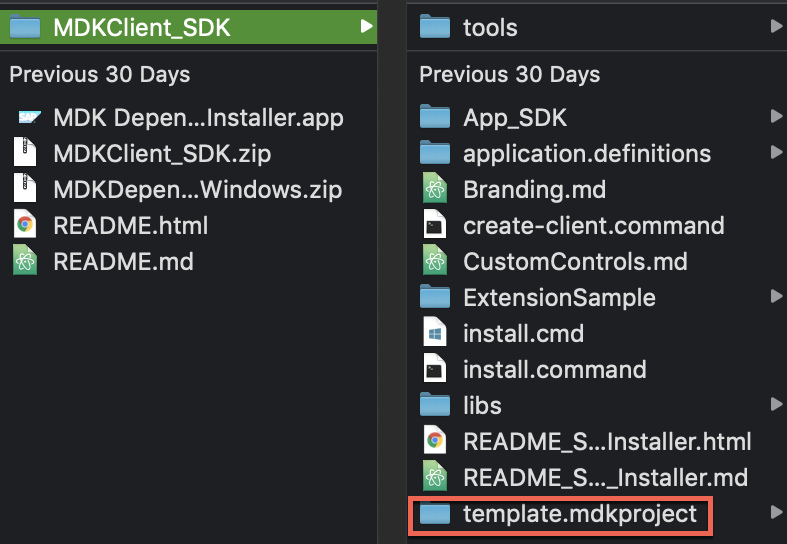 MDKClient_SDK
Previous 30 Days
MDK Depen...Installer.app
MDKClient_SDK.zip
MDKDepen...Windows.zip
README.html
README.md
tools
Previous 30 Days
App_SDK
application.definitions
Branding.md
create-client.command
CustomControls.md
ExtensionSample
install.cmd
install.command
libs
README_S...Installer.html
README_S..._Installer.md
template.mdkproject